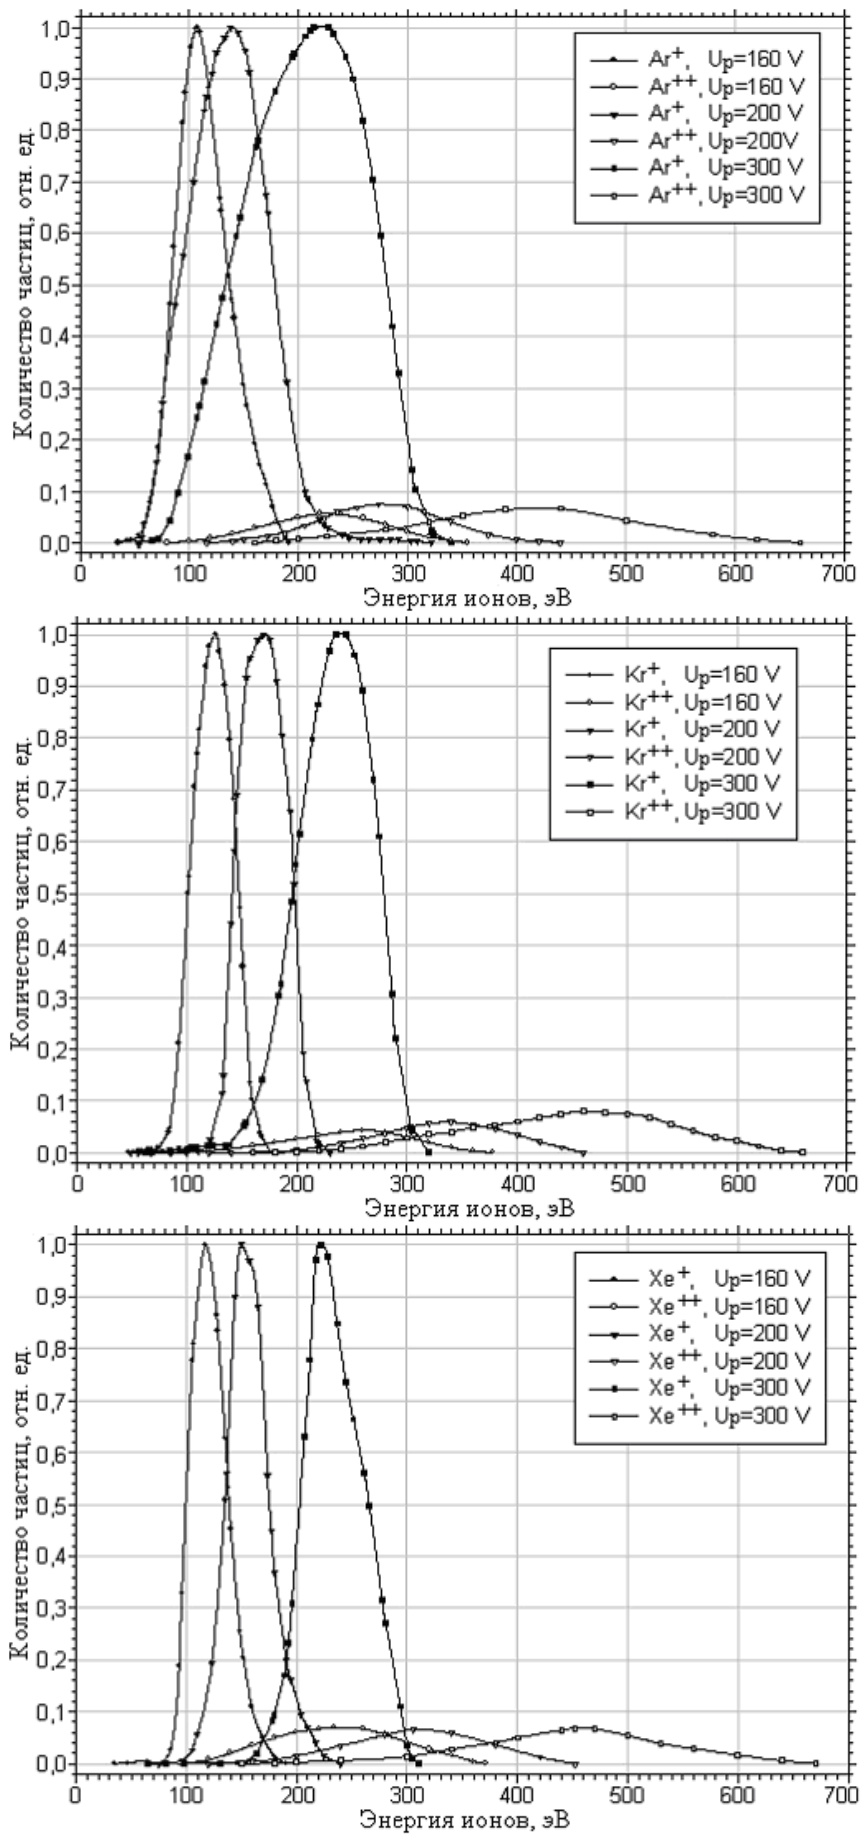 Количество частиц, отн. ед.
1,0
0,9
0,8
0,7
0,6
0,5
0,4
0,3
0,2
0,1
0,0
Ar+, Up=160 V
Ar++, Up=160 V
Ar+, Up=200 V
Ar++, Up=200V
Ar+, Up=300 V
Ar++, Up=300 V
0 100 200 300 400 500 600 700
Энергия ионов, эВ
Количество частиц, отн. ед.
1,0
0,9
0,8
0,7
0,6
0,5
0,4
0,3
0,2
0,1
0,0
Kr+, Up=160 V
Kr++, Up=160 V
Kr+, Up=200 V
Kr++, Up=200 V
Kr+, Up=300 V
Kr++, Up=300 V
0 100 200 300 400 500 600 700
Энергия ионов, эВ
Количество частиц, отн. ед.
1,0
0,9
0,8
0,7
0,6
0,5
0,4
0,3
0,2
0,1
0,0
Xe+, Up=160 V
Xe++, Up=160 V
Xe+, Up=200 V
Xe++, Up=200 V
Xe+, Up=300 V
Xe++, Up=300 V
0 100 200 300 400 500 600 700
Энергия ионов, эВ